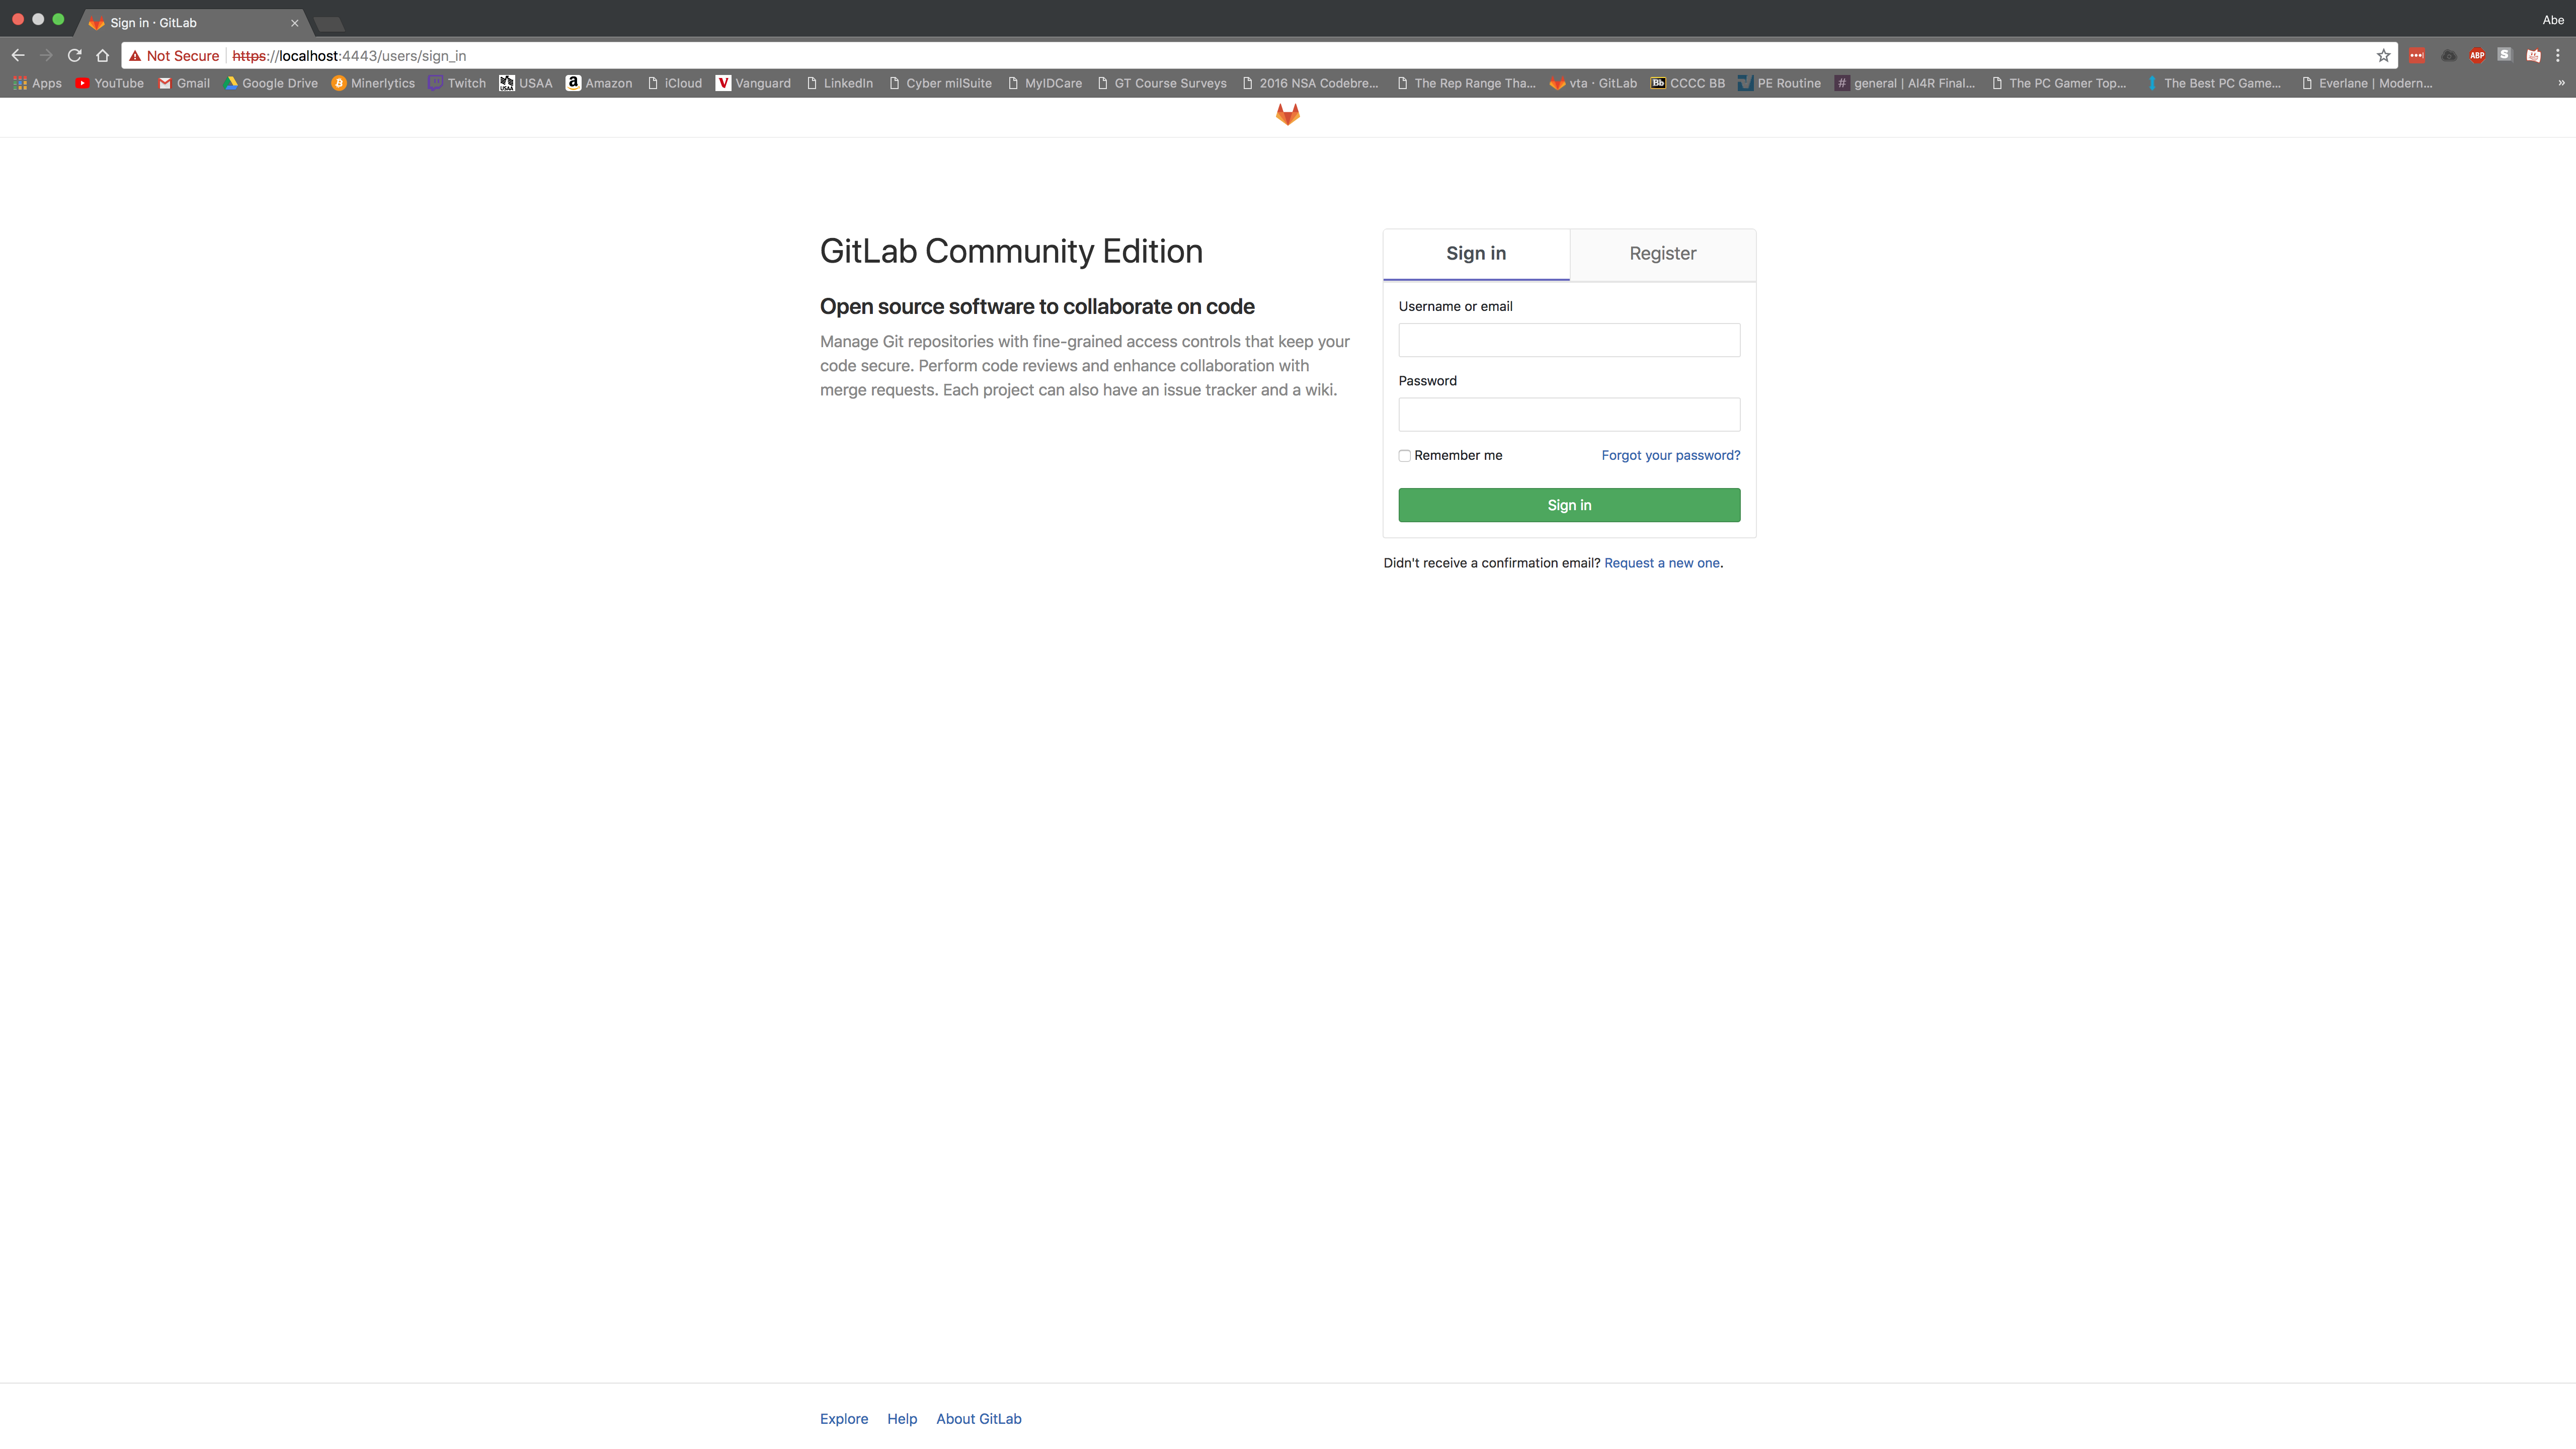 Sign in · GitLab
Abe
Not Secure https://localhost:4443/users/sign_in
ABP S
Apps YouTube Gmail Google Drive Minerlytics Twitch USAA Amazon iCloud Vanguard LinkedIn Cyber milSuite MyIDCare GT Course Surveys 2016 NSA Codebre... The Rep Range Tha... vta · GitLab CCCC BB PE Routine general | AI4R Final... The PC Gamer Top... The Best PC Game... Everlane | Modern... »
GitLab Community Edition
Open source software to collaborate on code
Manage Git repositories with fine-grained access controls that keep your
code secure. Perform code reviews and enhance collaboration with
merge requests. Each project can also have an issue tracker and a wiki.
Sign in Register
Username or email
Password
Remember me Forgot your password?
Sign in
Didn't receive a confirmation email? Request a new one.
Explore Help About GitLab